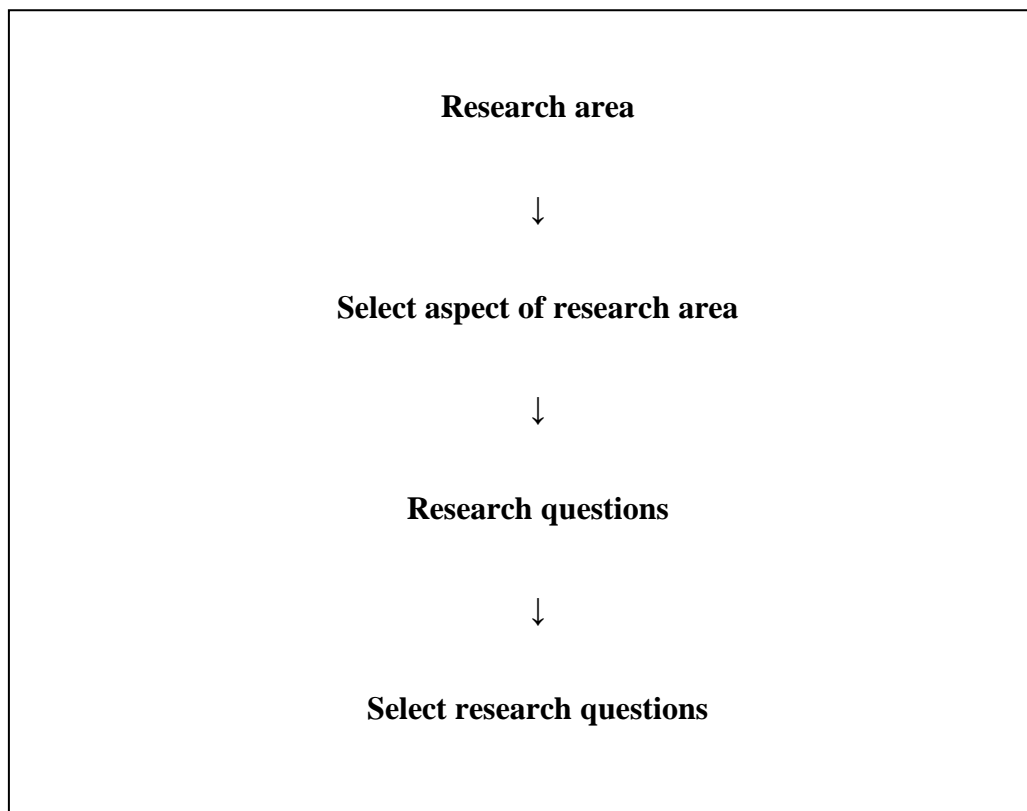 Research area
↓
Select aspect of research area
↓
Research questions
↓
Select research questions